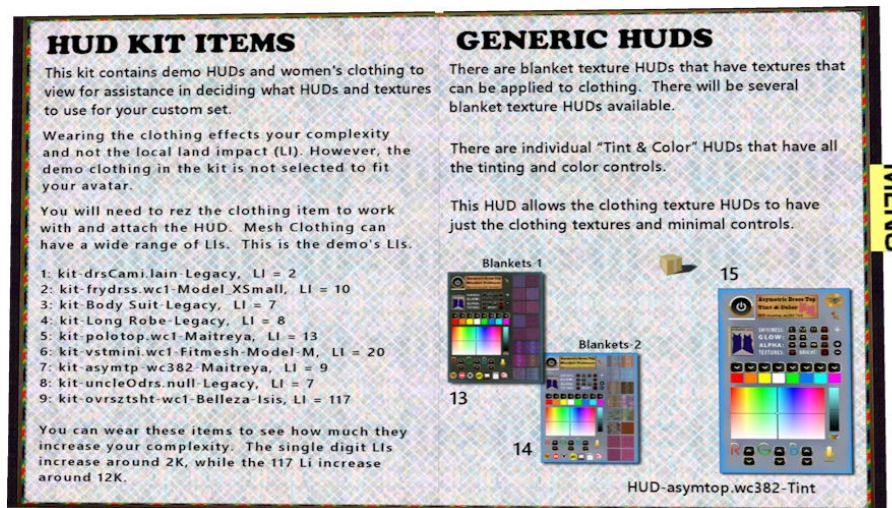 HUD KIT ITEMS
This kit contains demo HUDs and women's clothing to
view for assistance in deciding what HUDs and textures
to use for your custom set.
Wearing the clothing effects your complexity
and not the local land impact (LI). However, the
demo clothing in the kit is not selected to fit
your avatar.
You will need to rez the clothing item to work
with and attach the HUD. Mesh Clothing can
have a wide range of LIs. This is the demo's LIs.
1: kit-drsCami.lain-Legacy, LI = 2
2: kit-frydrss.wc1-Model_XSmall, LI = 10
3: kit-Body Suit-Legacy, LI = 7
4: kit-Long Robe-Legacy, LI = 8
5: kit-polotop.wc1-Maitreya, LI = 13
6: kit-vstmini.wc1-Fitmesh-Model-M, LI = 20
7: kit-asymtp-wc382-Maitreya, LI = 9
8: kit-uncleOdrs.null-Legacy, LI = 7
9: kit-ovrsztsht-wc1-Belleza-Isis, LI = 117
You can wear these items to see how much they
increase your complexity. The single digit LIs
increase around 2K, while the 117 Li increase
around 12K.
GENERIC HUDS
There are blanket texture HUDs that have textures that
can be applied to clothing. There will be several
blanket texture HUDs available.
There are individual "Tint & Color" HUDs that have all
the tinting and color controls.
This HUD allows the clothing texture HUDs to have
just the clothing textures and minimal controls.
Blankets-1
13
Blankets-2
14
15
Asymetric Dress Top
Tint & Color
GLOW:
ALPHA:
TEXTURES:
BRIGHT
R G B
HUD-asymtop.wc382-Tint